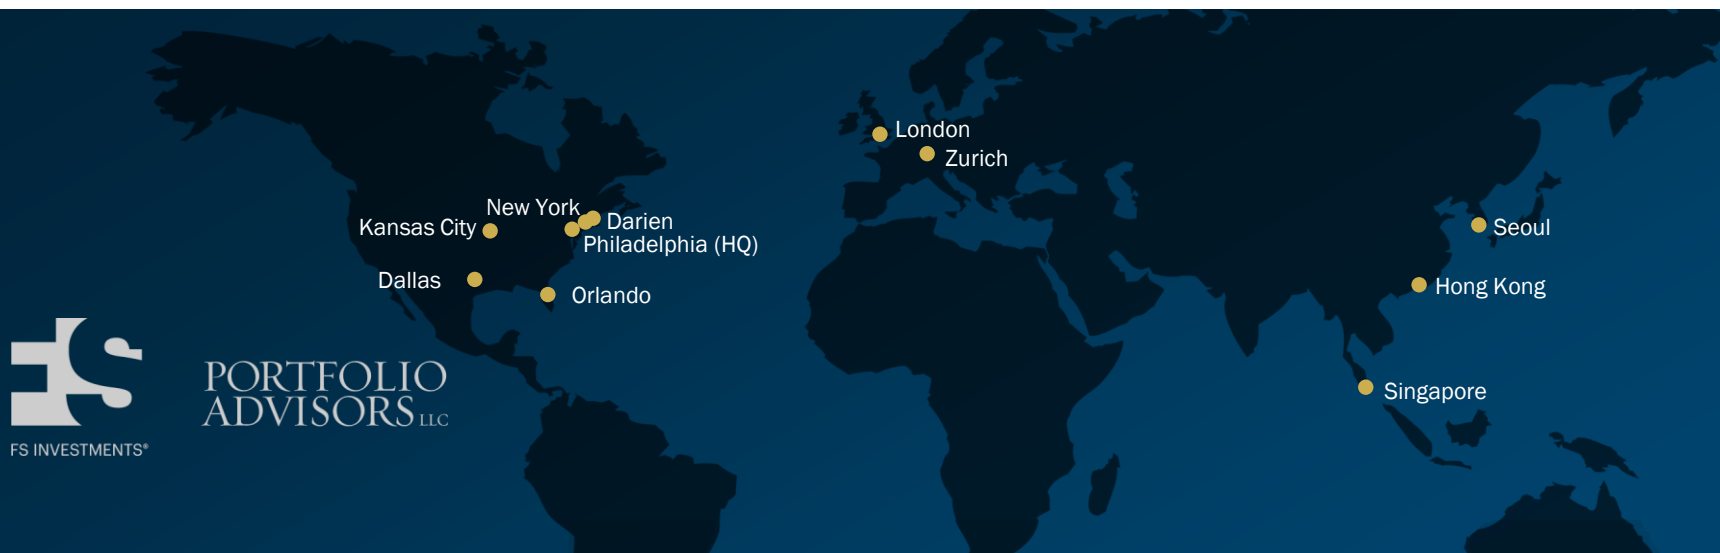 London
Zurich
New York
Kansas City
Darien
Philadelphia (HQ)
Seoul
Dallas
Orlando
Hong Kong
FS
PORTFOLIO
ADVISORS LLC
Singapore
FS INVESTMENTS®